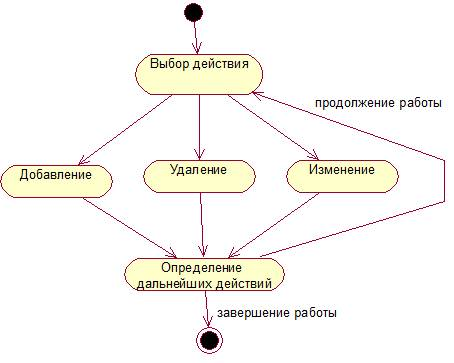 Выбор действия
продолжение работы
Добавление
Удаление
Изменение
Определение
дальнейших действий
завершение работы